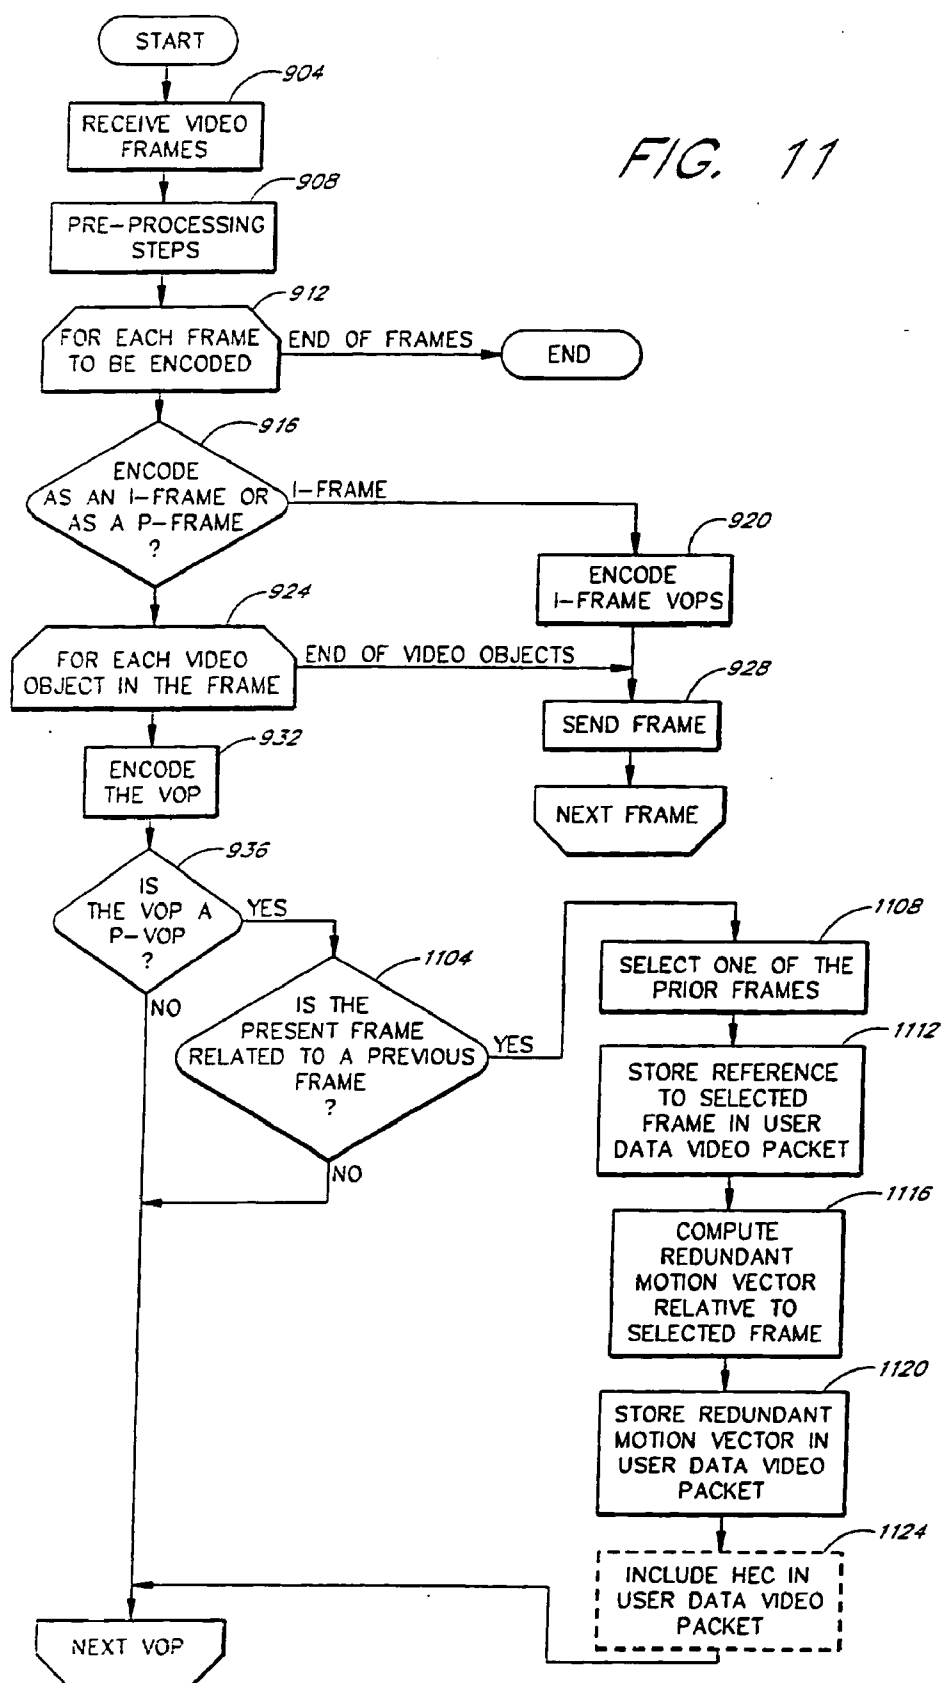 START
904
RECEIVE VIDEO
FRAMES
FIG. 11
908
PRE-PROCESSING
STEPS
912
FOR EACH FRAME
TO BE ENCODED
END OF FRAMES
END
916
ENCODE
AS AN I-FRAME OR
AS A P-FRAME
?
I-FRAME
920
ENCODE
I-FRAME VOPS
924
FOR EACH VIDEO
OBJECT IN THE FRAME
END OF VIDEO OBJECTS
928
SEND FRAME
932
ENCODE
THE VOP
NEXT FRAME
936
IS
THE VOP A
P-VOP
?
YES
NO
1104
IS THE
PRESENT FRAME
RELATED TO A PREVIOUS
FRAME
?
YES
NO
1108
SELECT ONE OF THE
PRIOR FRAMES
1112
STORE REFERENCE
TO SELECTED
FRAME IN USER
DATA VIDEO PACKET
1116
COMPUTE
REDUNDANT
MOTION VECTOR
RELATIVE TO
SELECTED FRAME
1120
STORE REDUNDANT
MOTION VECTOR IN
USER DATA VIDEO
PACKET
1124
INCLUDE HEC IN
USER DATA VIDEO
PACKET
NEXT VOP